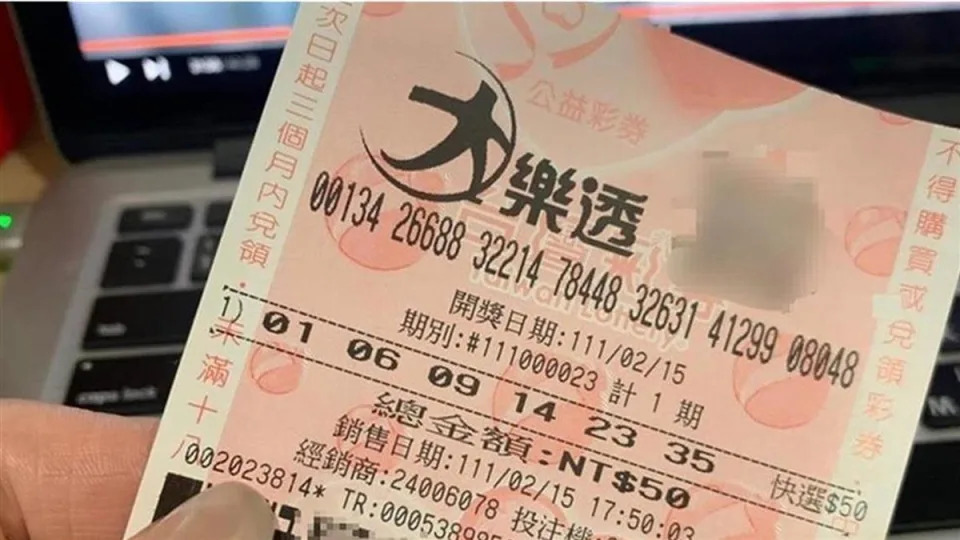 公益彩券
大樂透
00134 26688 32214 78448 32631 41299 08048
開獎日期:111/02/15
期別:#111000023 計 1 期
1) 01 06 09 14 23 35
總金額:NT$50
快選$50
銷售日期:111/02/15 17:50:03
經銷商:24006078 投注機
002023814* TR:000538985
次日起三個月內兌領.
未滿十八
不得購買或兌領彩券